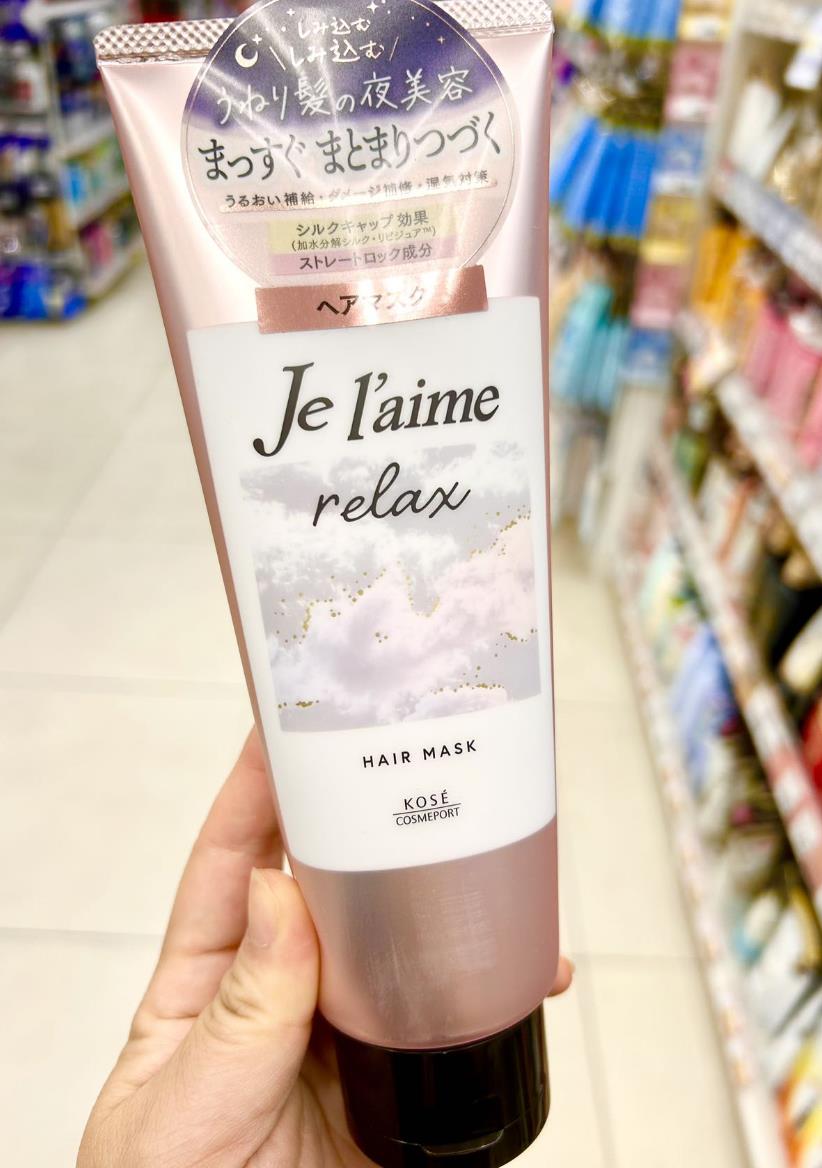 しみ込む
しみ込む
うねり髪の夜美容
まっすぐ まとまりつづく
うるおい補給・ダメージ補修・湿気対策
シルクキャップ効果
(加水分解シルク・リピジュア™)
ストレートロック成分
ヘアマスク
Je l'aime
relax
HAIR MASK
KOSÉ
COSMEPORT